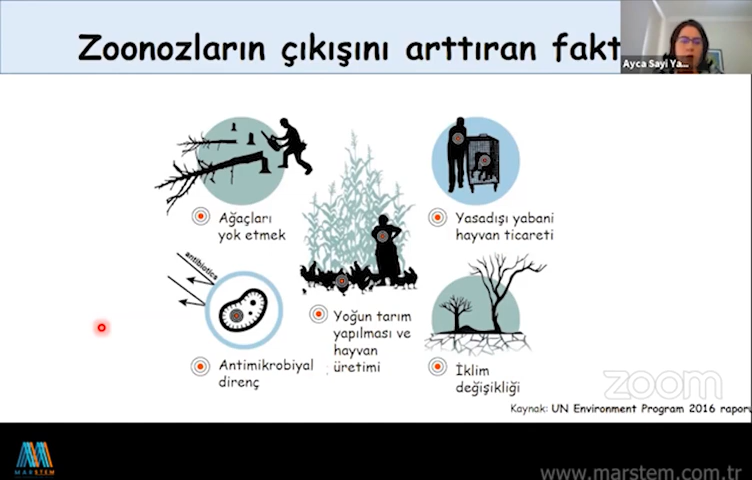 Zoonozların çıkışını arttıran fakt
Ayca Sayi Ya...
Ağaçları
yok etmek
Yasadışı yabani
hayvan ticareti
antibiotics
Yoğun tarım
yapılması ve
hayvan
üretimi
Antimikrobiyal
direnç
İklim
değişikliği
zoom
Kaynak: UN Environment Program 2016 raporu
MARSTEM
www.marstem.com.tr